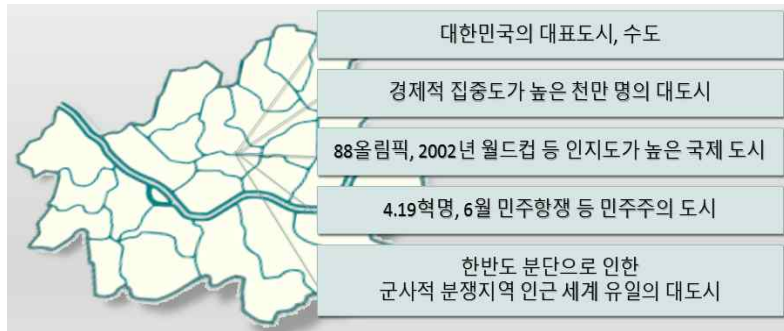 대한민국의 대표도시, 수도
경제적 집중도가 높은 천만 명의 대도시
88올림픽, 2002년 월드컵 등 인지도가 높은 국제 도시
4.19혁명, 6월 민주항쟁 등 민주주의 도시
한반도 분단으로 인한
군사적 분쟁지역 인근 세계 유일의 대도시